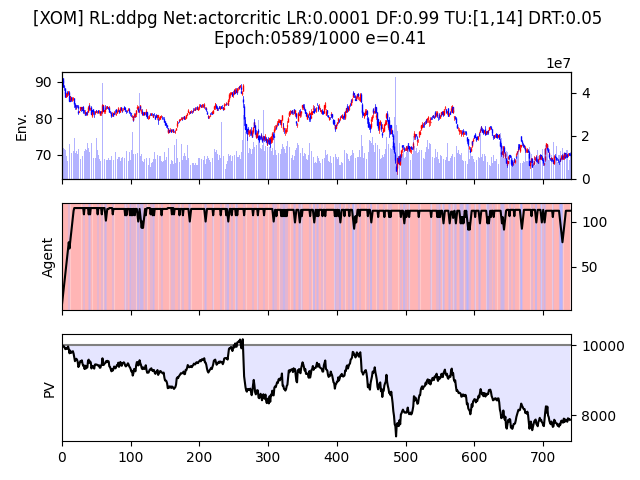 [XOM] RL:ddpg Net:actorcritic LR:0.0001 DF:0.99 TU:[1,14] DRT:0.05
Epoch:0589/1000 e=0.41
1e7
Env.
90
80
70
4
2
0
Agent
100
50
PV
10000
8000
0 100 200 300 400 500 600 700